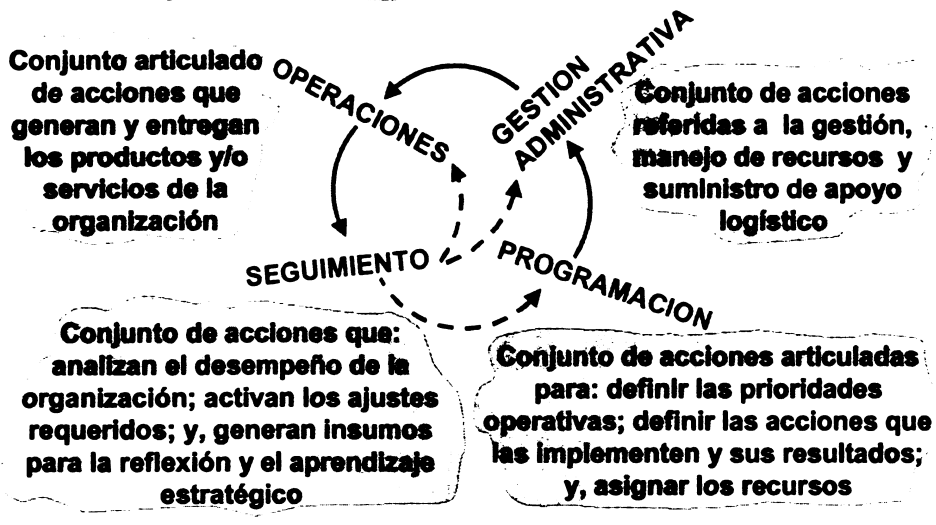 Conjunto articulado
de acciones que
generan y entregan
los productos y/o
servicios de la
organización
OPERACIONES
GESTION
ADMINISTRATIVA
Conjunto de acciones
referidas a la gestión,
manejo de recursos y
suministro de apoyo
logístico
SEGUIMIENTO
PROGRAMACION
Conjunto de acciones que:
analizan el desempeño de la
organización; activan los ajustes
requeridos; y, generan insumos
para la reflexión y el aprendizaje
estratégico
Conjunto de acciones articuladas
para: definir las prioridades
operativas; definir las acciones que
las implementen y sus resultados;
y, asignar los recursos